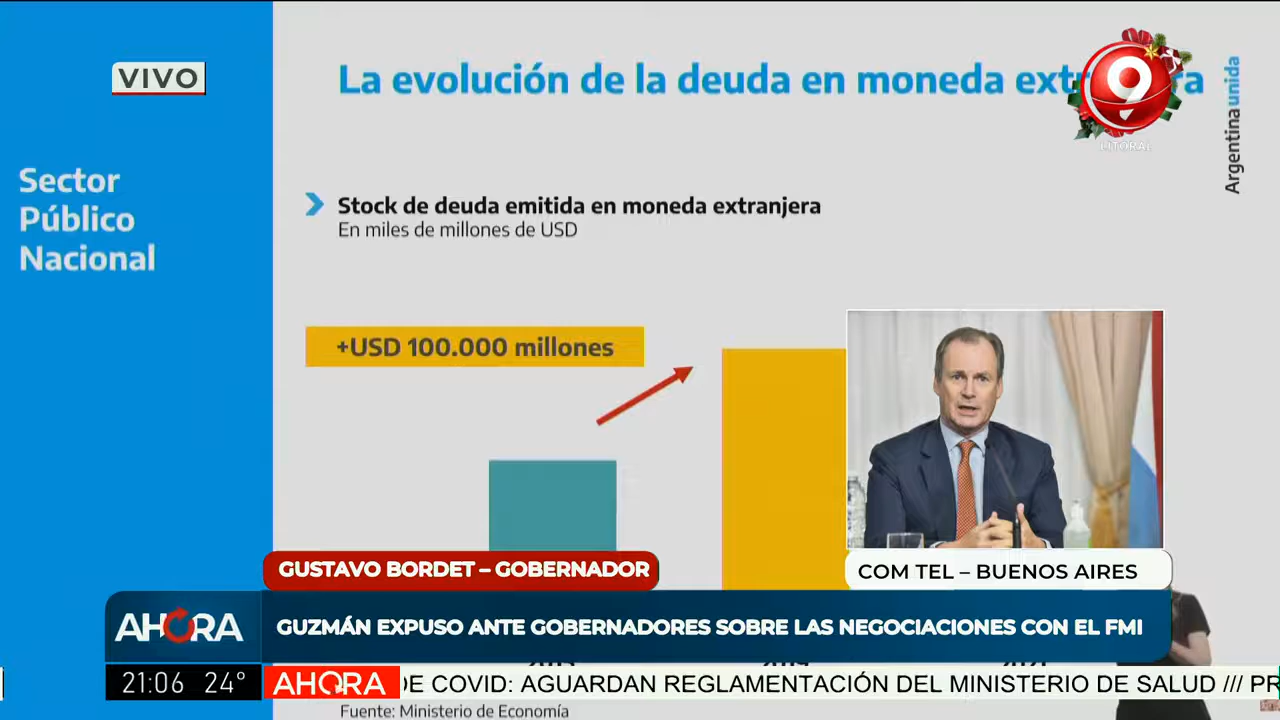 VIVO
La evolución de la deuda en moneda
9
LITORAL
Argentina unida
Sector
Público
Nacional
Stock de deuda emitida en moneda extranjera
En miles de millones de USD
+USD 100.000 millones
GUSTAVO BORDET – GOBERNADOR
COM TEL – BUENOS AIRES
AHORA
GUZMÁN EXPUSO ANTE GOBERNADORES SOBRE LAS NEGOCIACIONES CON EL FMI
21:06 24°
AHORA
DE COVID: AGUARDAN REGLAMENTACIÓN DEL MINISTERIO DE SALUD /// PR
Fuente: Ministerio de Economía